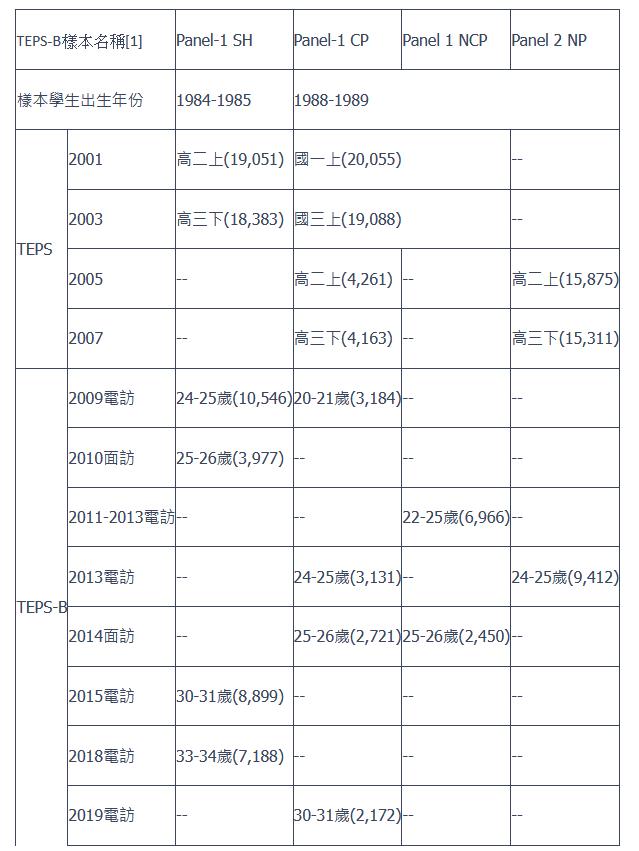 TEPS-B樣本名稱[1] Panel-1 SH Panel-1 CP Panel 1 NCP Panel 2 NP
樣本學生出生年份 1984-1985 1988-1989
TEPS 2001 高二上(19,051) 國一上(20,055) --
2003 高三下(18,383) 國三上(19,088) --
2005 -- 高二上(4,261) -- 高二上(15,875)
2007 -- 高三下(4,163) -- 高三下(15,311)
TEPS-B 2009電訪 24-25歲(10,546) 20-21歲(3,184) -- --
2010面訪 25-26歲(3,977) -- -- --
2011-2013電訪 -- -- 22-25歲(6,966) --
2013電訪 -- 24-25歲(3,131) -- 24-25歲(9,412)
2014面訪 -- 25-26歲(2,721) 25-26歲(2,450) --
2015電訪 30-31歲(8,899) -- -- --
2018電訪 33-34歲(7,188) -- -- --
2019電訪 -- 30-31歲(2,172) -- --